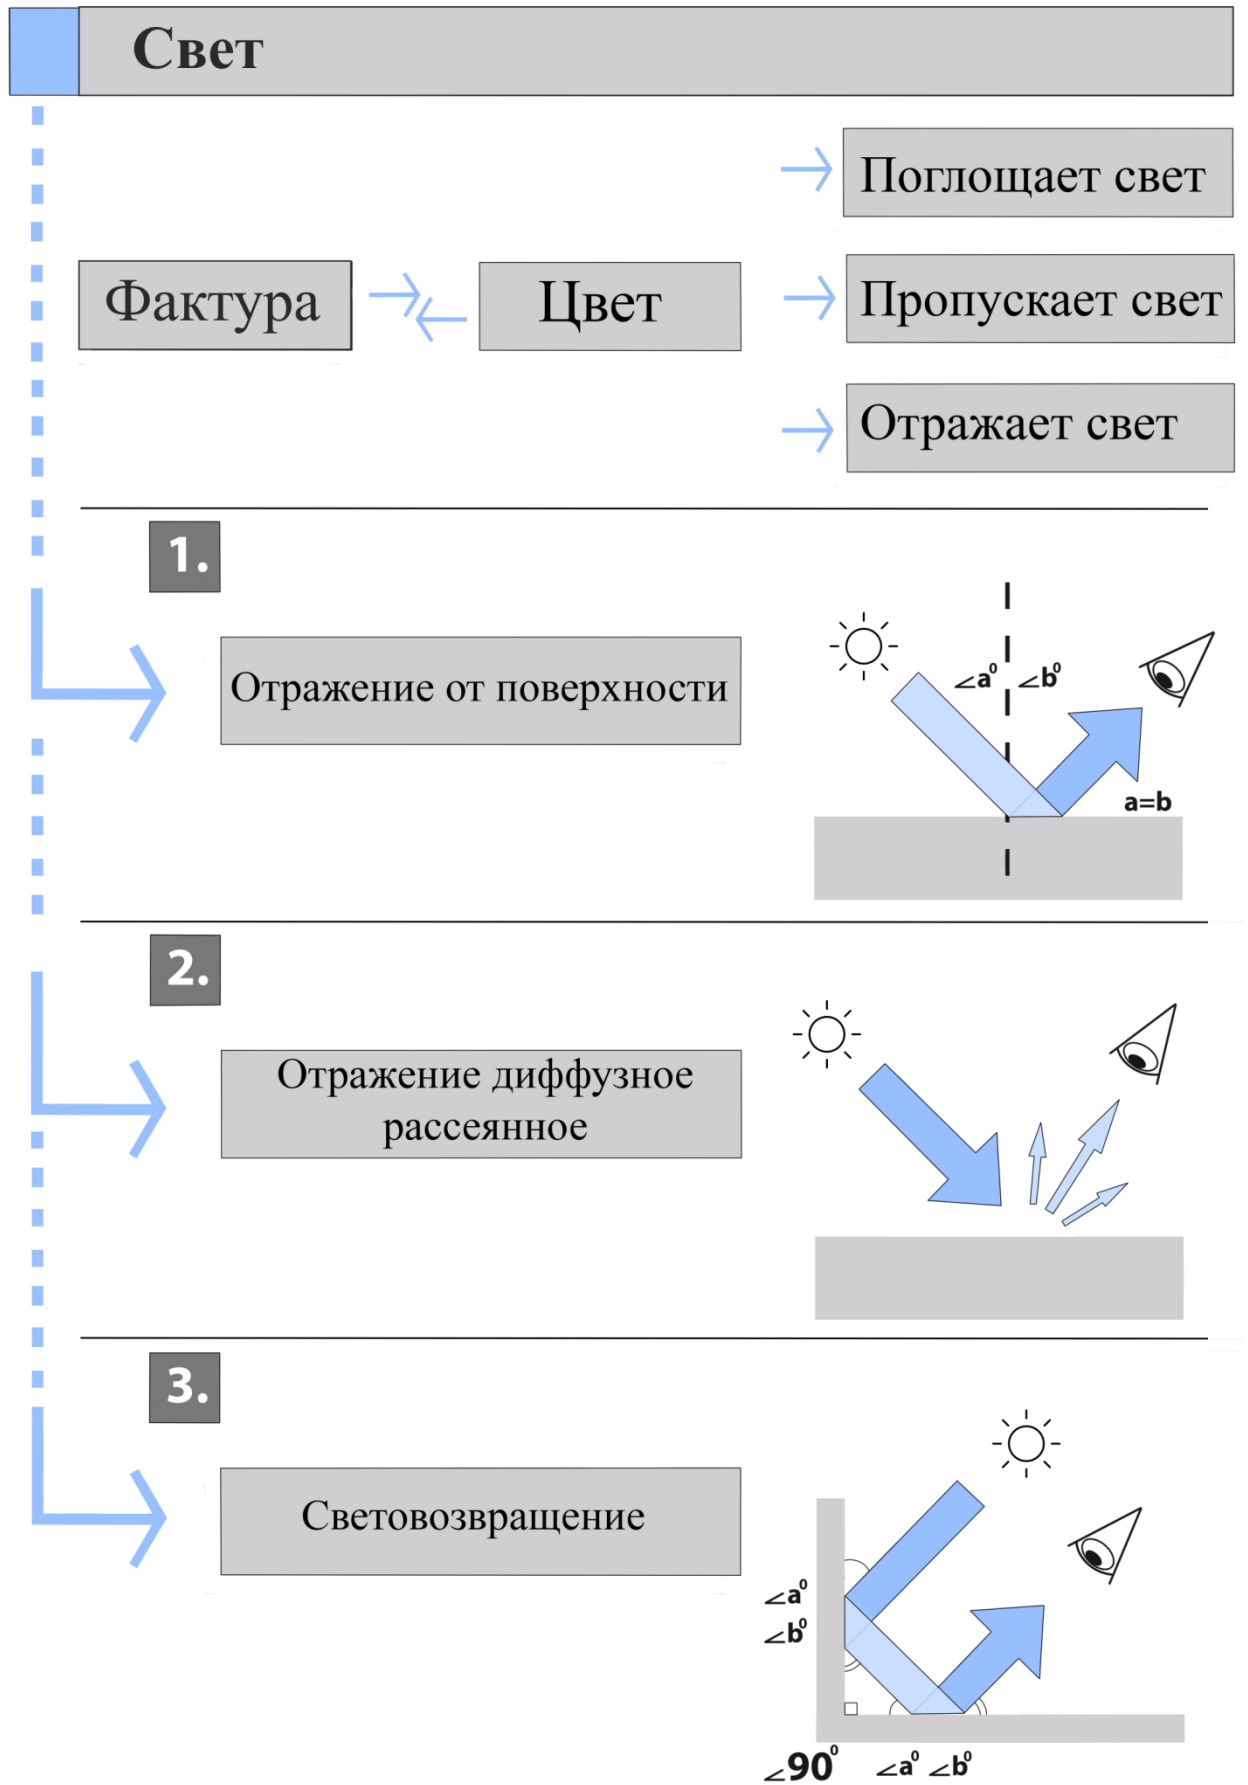 Свет
Поглощает свет
Фактура
Цвет
Пропускает свет
Отражает свет
1.
Отражение от поверхности
∠a⁰ ∠b⁰
a=b
2.
Отражение диффузное
рассеянное
3.
Световозвращение
∠a⁰
∠b⁰
∠90⁰ ∠a⁰ ∠b⁰